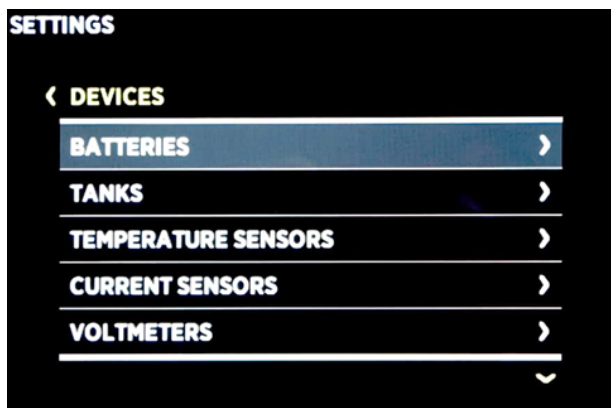 SETTINGS
DEVICES
BATTERIES
TANKS
TEMPERATURE SENSORS
CURRENT SENSORS
VOLTMETERS